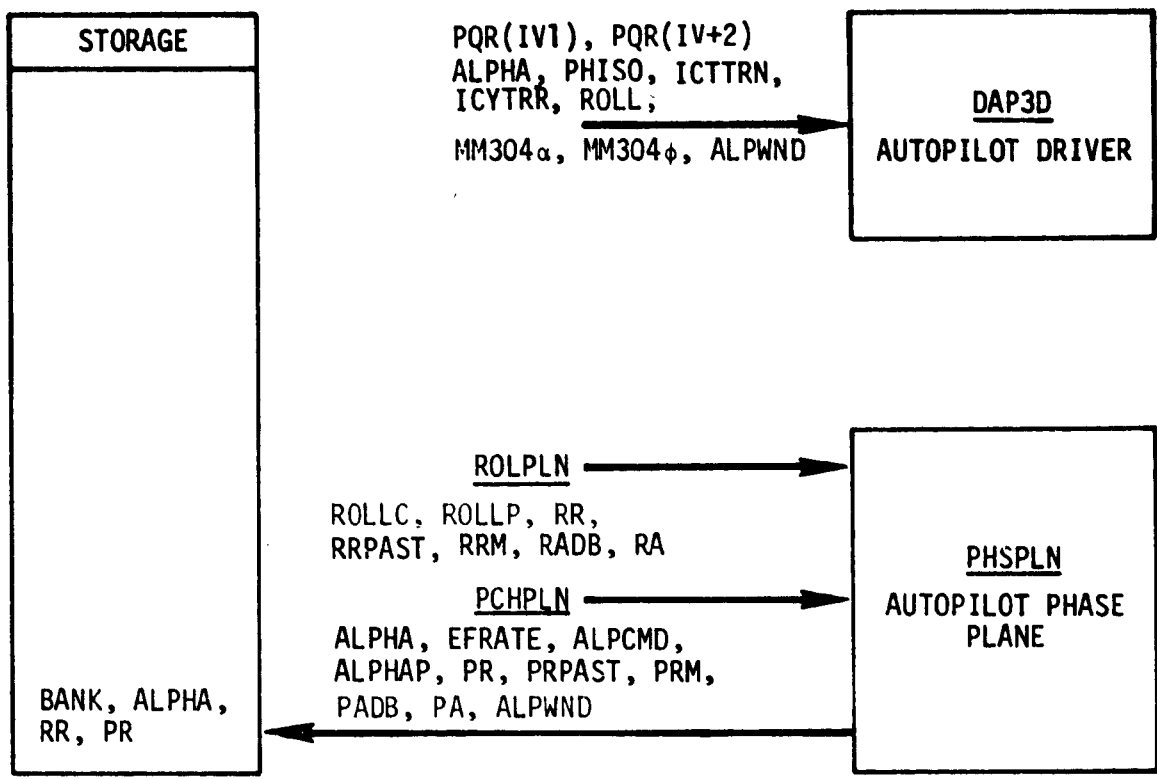 STORAGE
PQR(IV1), PQR(IV+2)
ALPHA, PHISO, ICTTRN,
ICYTRR, ROLL;
MM304α, MM304φ, ALPWND
DAP3D
AUTOPILOT DRIVER
ROLPLN
ROLLC, ROLLP, RR,
RRPAST, RRM, RADB, RA
PCHPLN
ALPHA, EFRATE, ALPCMD,
ALPHAP, PR, PRPAST, PRM,
PADB, PA, ALPWND
PHSPLN
AUTOPILOT PHASE
PLANE
BANK, ALPHA,
RR, PR